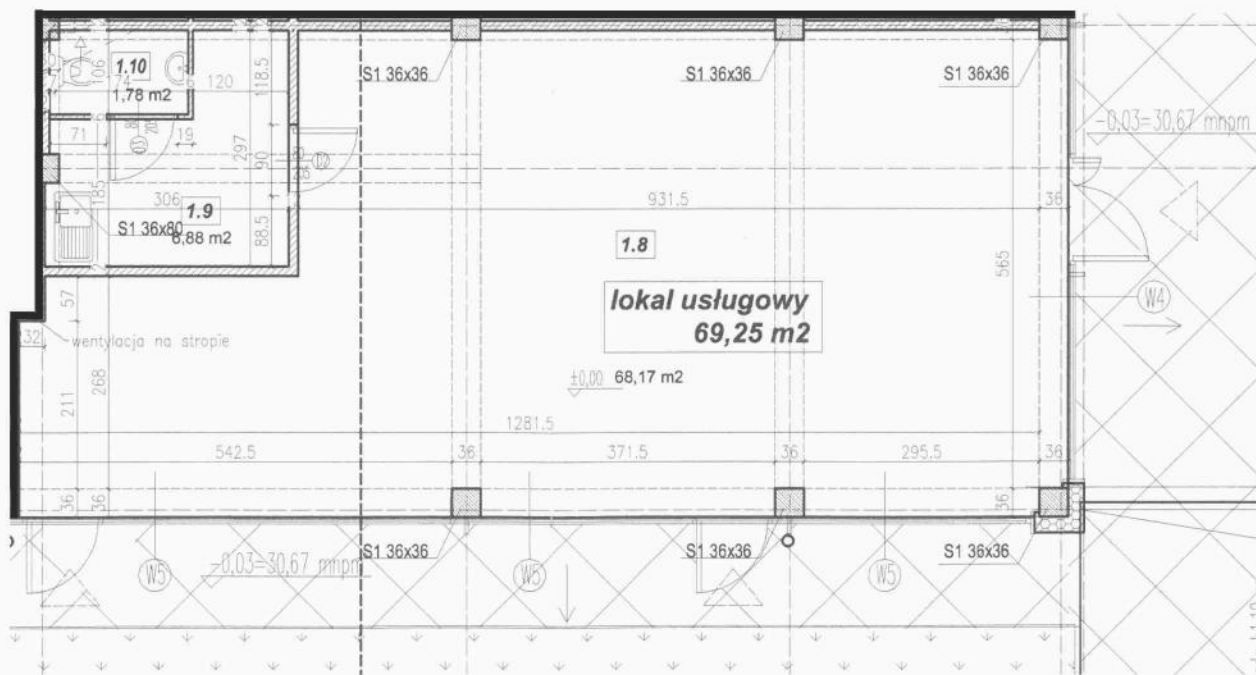 1.10
1,78 m2
106
74
120
118.5
S1 36x36
S1 36x36
S1 36x36
-0,03=30,67 mnpm
71
19
297
90
185
306
1.9
S1 36x80
6,88 m2
88.5
931.5
36
1.8
565
57
lokal usługowy
69,25 m2
W4
32
wentylacja na stropie
±0,00 68,17 m2
268
211
1281.5
542.5
36
371.5
36
295.5
36
36
36
36
S1 36x36
S1 36x36
S1 36x36
W5
-0,03=30,67 mnpm
W5
W5